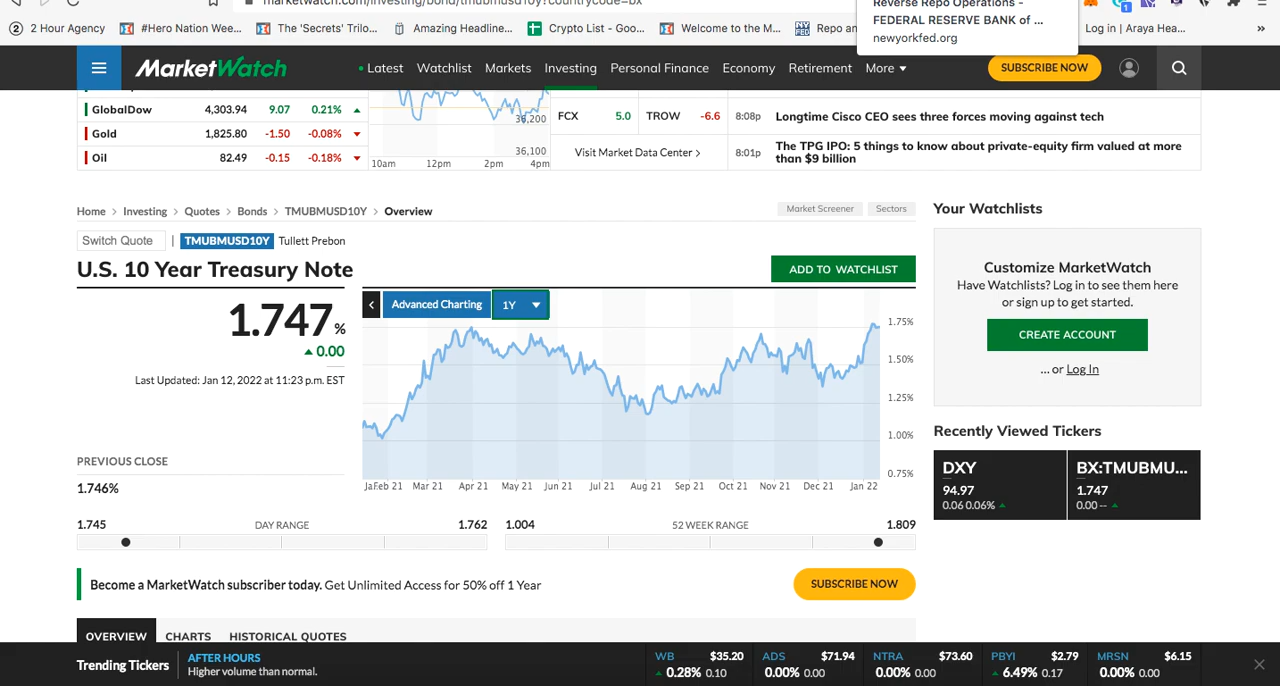 marketwatch.com/investing/bond/tmubmusd10y?countrycode=bx
Reverse Repo Operations -
FEDERAL RESERVE BANK of ...
newyorkfed.org
2 Hour Agency
#Hero Nation Wee...
The 'Secrets' Trilo...
Amazing Headline...
Crypto List - Goo...
Welcome to the M...
Repo an
Log in | Araya Hea...
»
MarketWatch
Latest
Watchlist
Markets
Investing
Personal Finance
Economy
Retirement
More
SUBSCRIBE NOW
GlobalDow 4,303.94 9.07 0.21%
Gold 1,825.80 -1.50 -0.08%
Oil 82.49 -0.15 -0.18%
36,200
36,100
10am 12pm 2pm 4pm
FCX 5.0 TROW -6.6
Visit Market Data Center >
8:08p Longtime Cisco CEO sees three forces moving against tech
8:01p The TPG IPO: 5 things to know about private-equity firm valued at more
than $9 billion
Home > Investing > Quotes > Bonds > TMUBMUSD10Y > Overview
Market Screener
Sectors
Switch Quote | TMUBMUSD10Y Tullett Prebon
U.S. 10 Year Treasury Note
ADD TO WATCHLIST
1.747 %
0.00
Last Updated: Jan 12, 2022 at 11:23 p.m. EST
PREVIOUS CLOSE
1.746%
< Advanced Charting 1Y
1.75%
1.50%
1.25%
1.00%
0.75%
Feb 21 Mar 21 Apr 21 May 21 Jun 21 Jul 21 Aug 21 Sep 21 Oct 21 Nov 21 Dec 21 Jan 22
1.745 DAY RANGE 1.762
1.004 52 WEEK RANGE 1.809
Become a MarketWatch subscriber today. Get Unlimited Access for 50% off 1 Year
SUBSCRIBE NOW
OVERVIEW CHARTS HISTORICAL QUOTES
Your Watchlists
Customize MarketWatch
Have Watchlists? Log in to see them here
or sign up to get started.
CREATE ACCOUNT
... or Log In
Recently Viewed Tickers
DXY
94.97
0.06 0.06%
BX:TMUBMU...
1.747
0.00 --
Trending Tickers
AFTER HOURS
Higher volume than normal.
WB $35.20
0.28% 0.10
ADS $71.94
0.00% 0.00
NTRA $73.60
0.00% 0.00
PBYI $2.79
6.49% 0.17
MRSN $6.15
0.00% 0.00